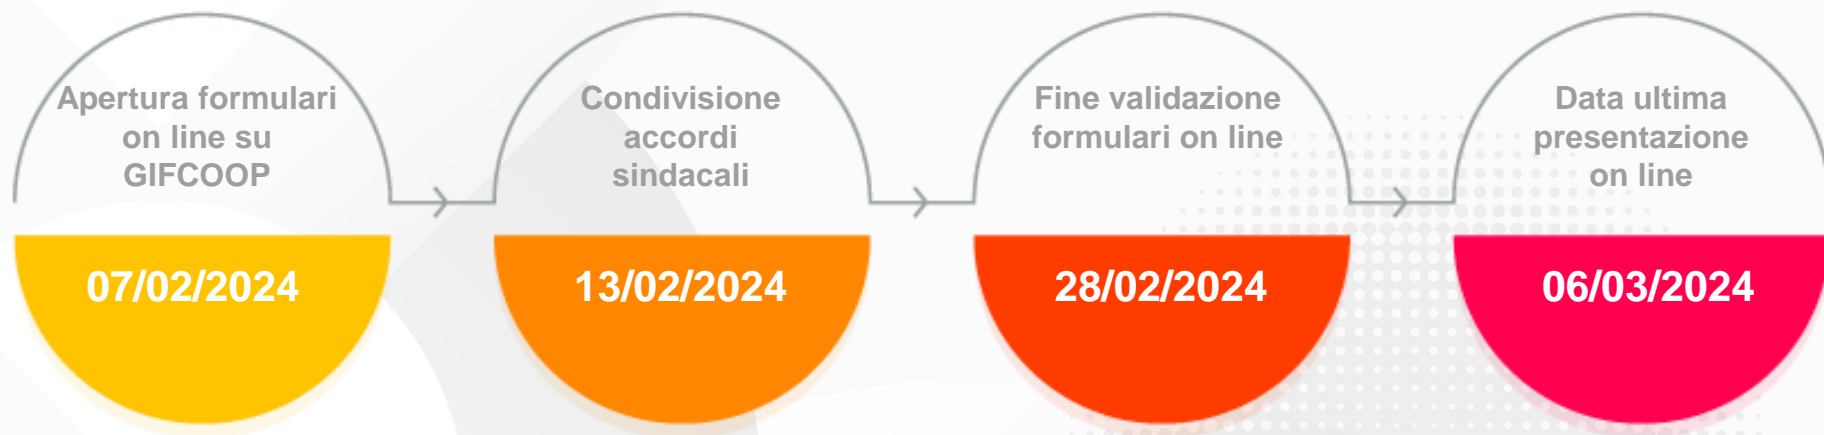 Apertura formulari
on line su
GIFCOOP
07/02/2024
Condivisione
accordi
sindacali
13/02/2024
Fine validazione
formulari on line
28/02/2024
Data ultima
presentazione
on line
06/03/2024